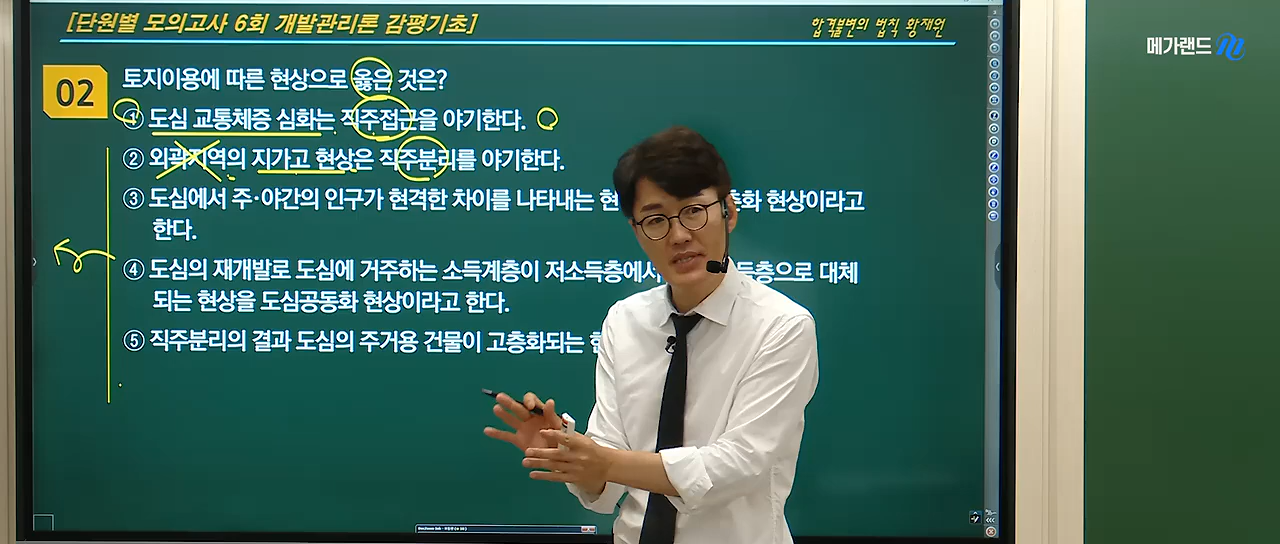 [단원별 모의고사 6회 개발관리론 감평기초]
합격불변의 법칙 황재원
메가랜드
02
토지이용에 따른 현상으로 옳은 것은?
① 도심 교통체증 심화는 직주접근을 야기한다.
② 외곽지역의 지가고 현상은 직주분리를 야기한다.
③ 도심에서 주·야간의 인구가 현격한 차이를 나타내는 현 화 현상이라고
한다.
④ 도심의 재개발로 도심에 거주하는 소득계층이 저소득층에서 득층으로 대체
되는 현상을 도심공동화 현상이라고 한다.
⑤ 직주분리의 결과 도심의 주거용 건물이 고층화되는